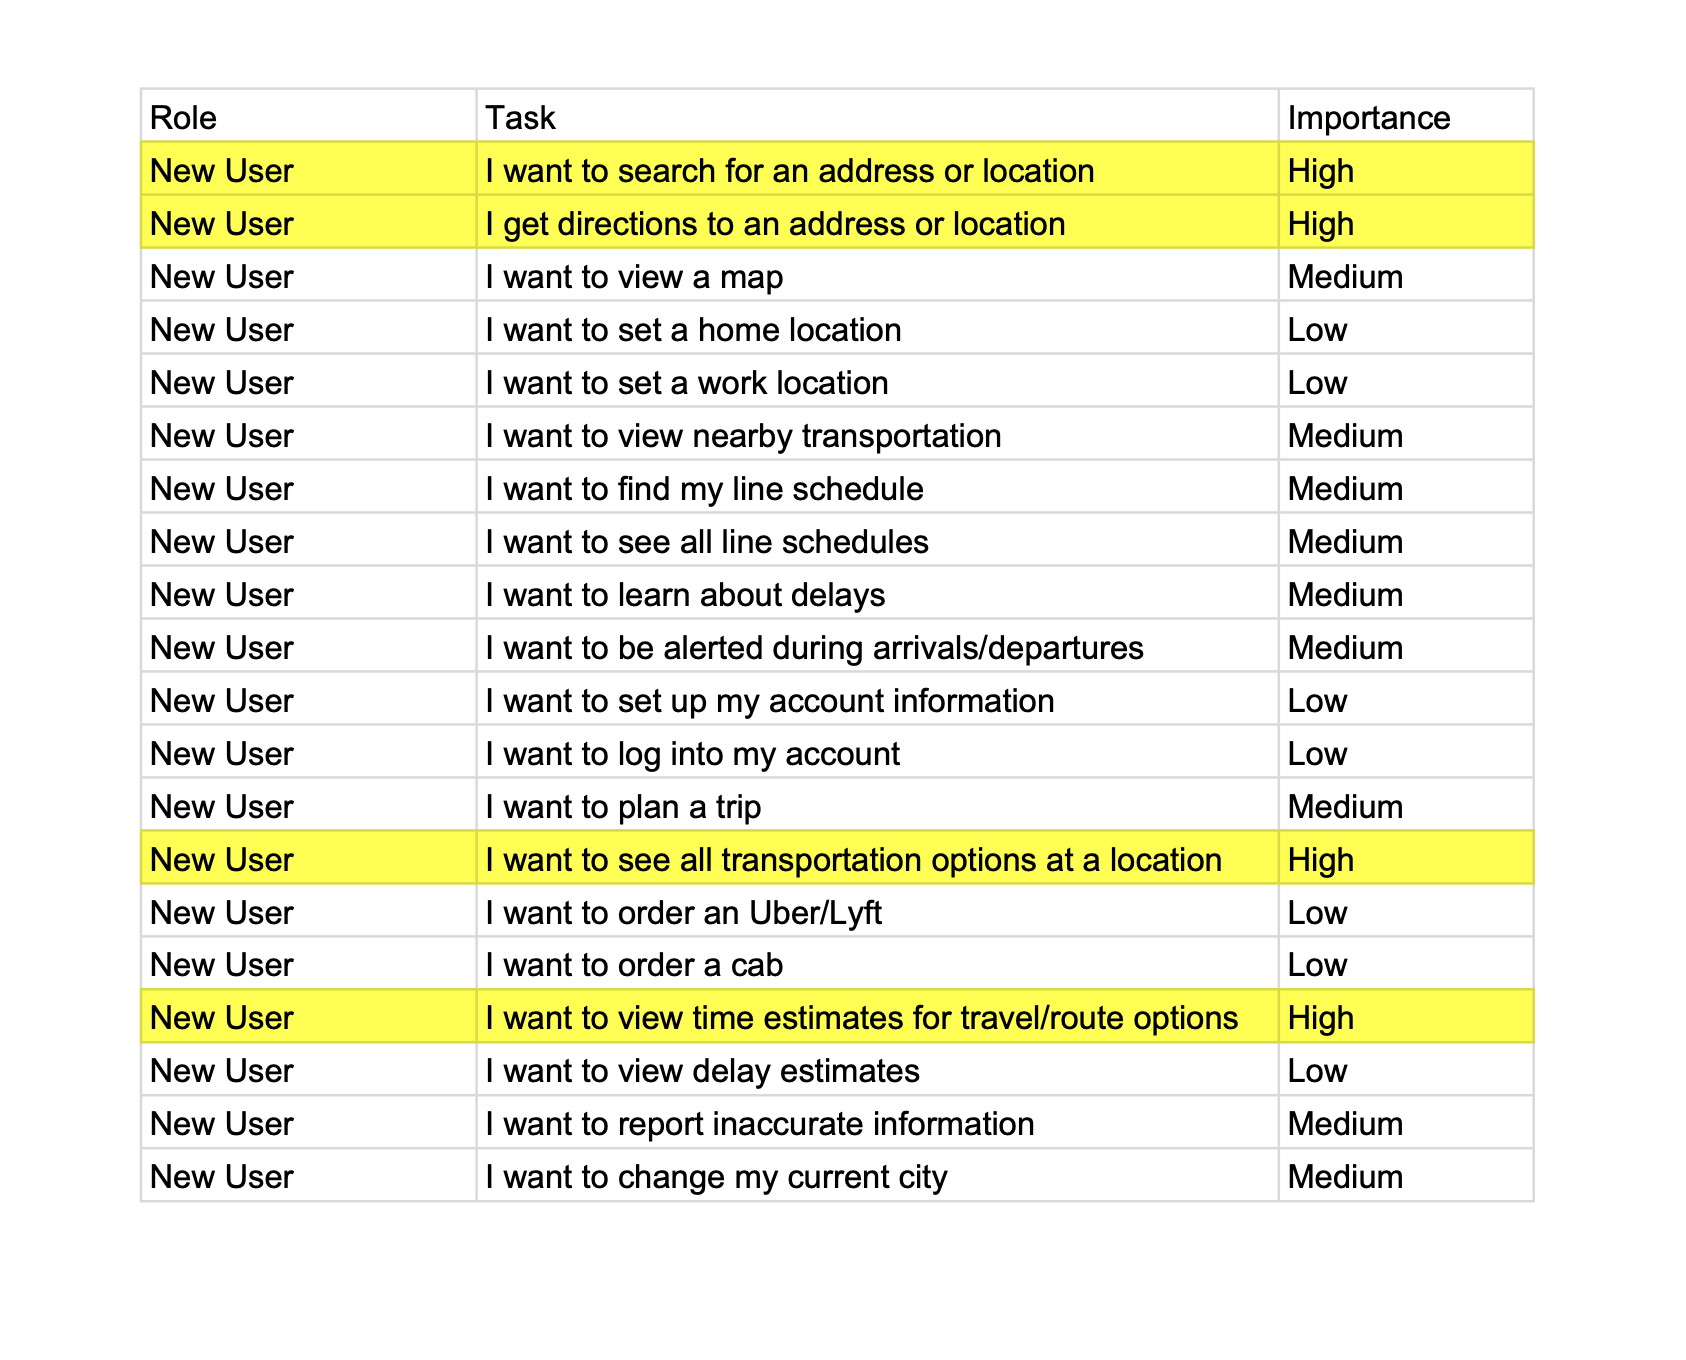 Role Task Importance
New User I want to search for an address or location High
New User I get directions to an address or location High
New User I want to view a map Medium
New User I want to set a home location Low
New User I want to set a work location Low
New User I want to view nearby transportation Medium
New User I want to find my line schedule Medium
New User I want to see all line schedules Medium
New User I want to learn about delays Medium
New User I want to be alerted during arrivals/departures Medium
New User I want to set up my account information Low
New User I want to log into my account Low
New User I want to plan a trip Medium
New User I want to see all transportation options at a location High
New User I want to order an Uber/Lyft Low
New User I want to order a cab Low
New User I want to view time estimates for travel/route options High
New User I want to view delay estimates Low
New User I want to report inaccurate information Medium
New User I want to change my current city Medium